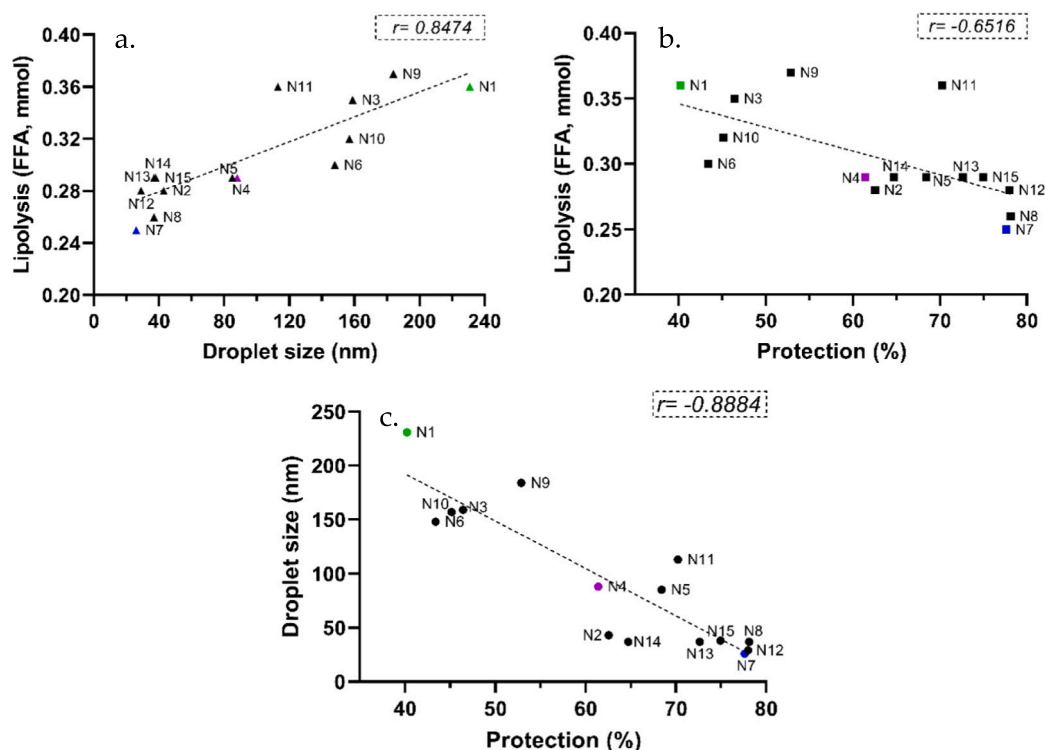 a.
r= 0.8474
Lipolysis (FFA, mmol)
0.40
0.36
0.32
0.28
0.24
0.20
N9
N11
N1
N3
N10
N6
N14
N5
N13
N15
N4
N2
N12
N8
N7
0
40
80
120
160
200
240
Droplet size (nm)
b.
r= -0.6516
Lipolysis (FFA, mmol)
0.40
0.35
0.30
0.25
0.20
N9
N1
N11
N3
N10
N6
N14
N13
N4
N5
N15
N2
N12
N8
N7
40
50
60
70
80
Protection (%)
c.
r= -0.8884
Droplet size (nm)
250
200
150
100
50
0
N1
N9
N10
N3
N6
N11
N4
N5
N2
N14
N15
N8
N13
N12
N7
40
50
60
70
80
Protection (%)